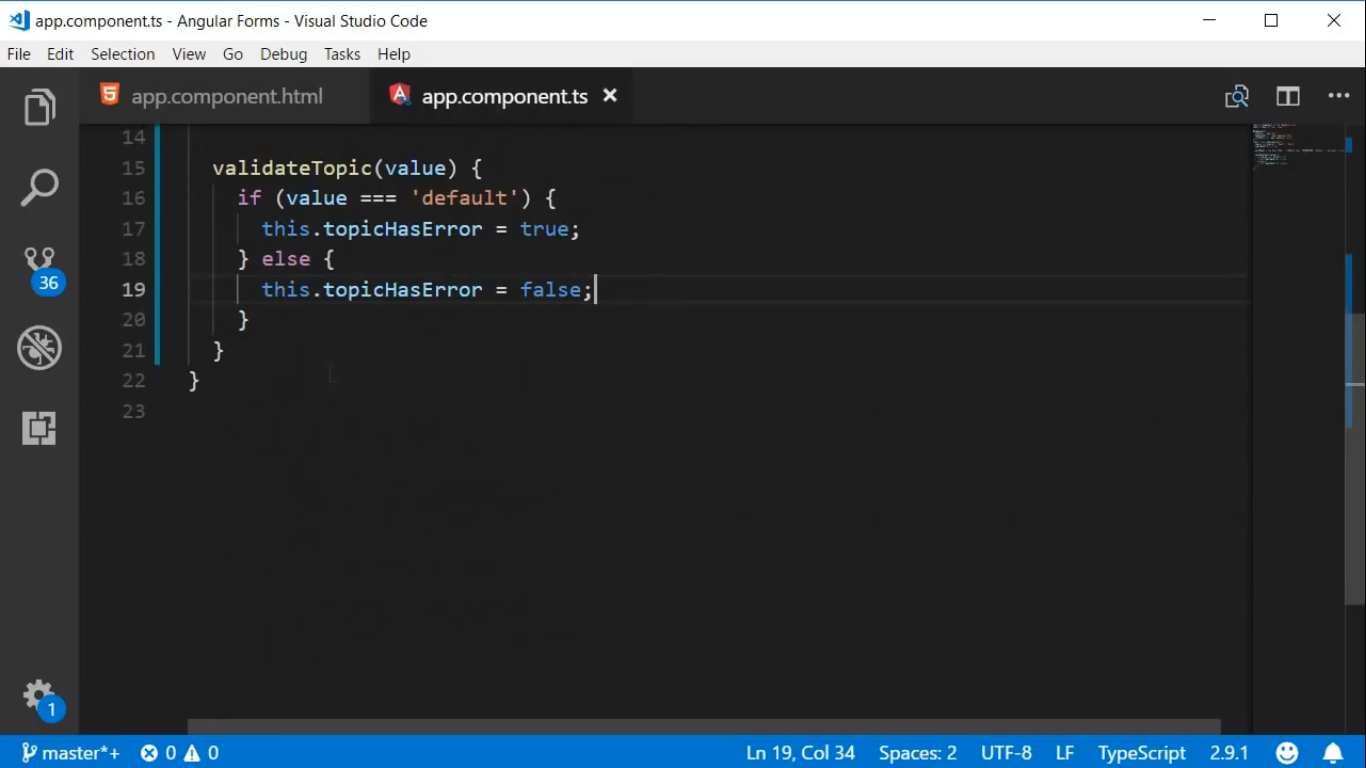 app.component.ts - Angular Forms - Visual Studio Code
File Edit Selection View Go Debug Tasks Help
app.component.html app.component.ts
14
15 validateTopic(value) {
16 if (value === 'default') {
17 this.topicHasError = true;
18 } else {
19 this.topicHasError = false;
20 }
21 }
22 }
23
36
1
master*+ 0 0 Ln 19, Col 34 Spaces: 2 UTF-8 LF TypeScript 2.9.1